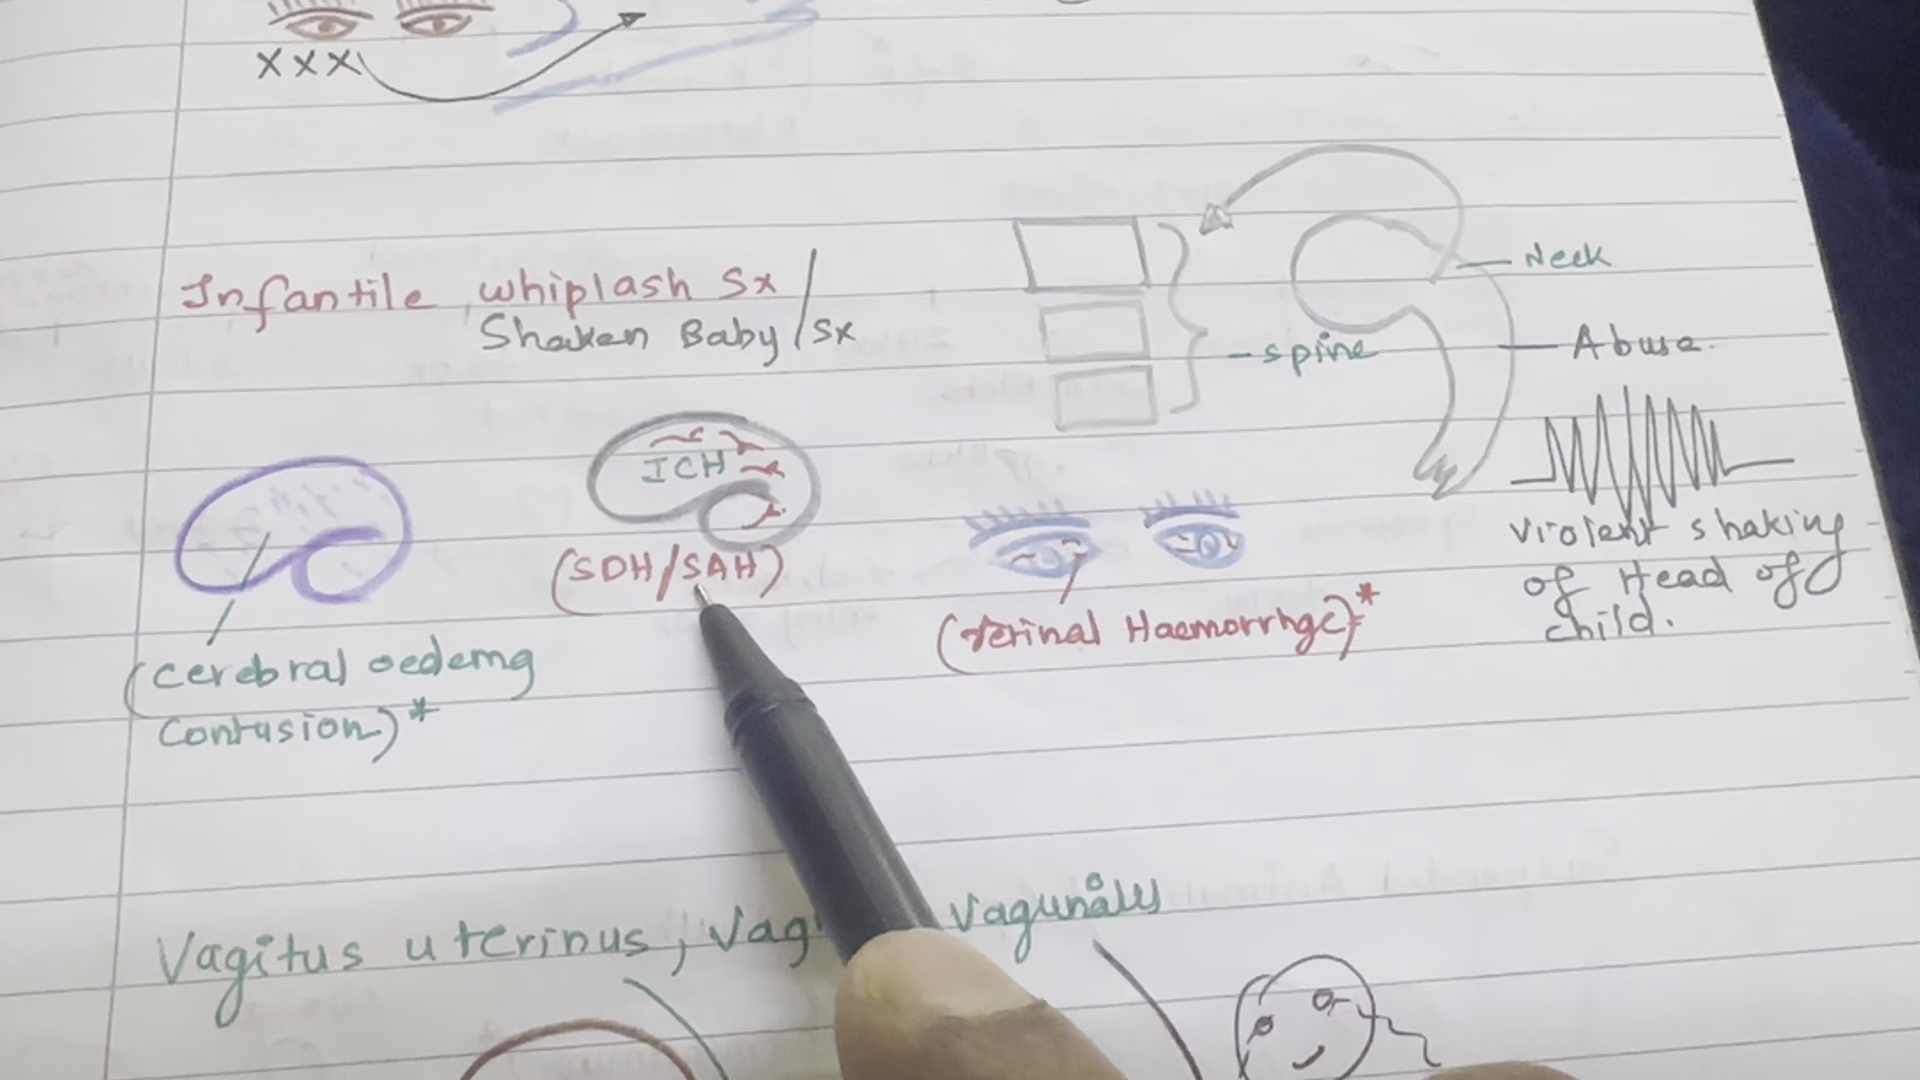 XXX
Infantile whiplash Sx /
Shaken Baby / Sx
Neck
Abuse.
- spine
ICH
(SDH/SAH)
(cerebral oedema
contusion)*
(retinal Haemorrhge)*
violent shaking
of Head of
child.
Vagitus uterinus,